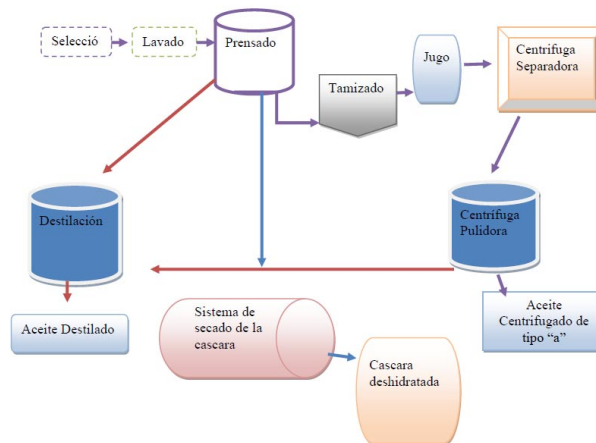 Selecció
Lavado
Prensado
Tamizado
Jugo
Centrifuga
Separadora
Destilación
Centrífuga
Pulidora
Aceite Destilado
Sistema de
secado de la
cascara
Aceite
Centrifugado de
tipo “a”
Cascara
deshidratada